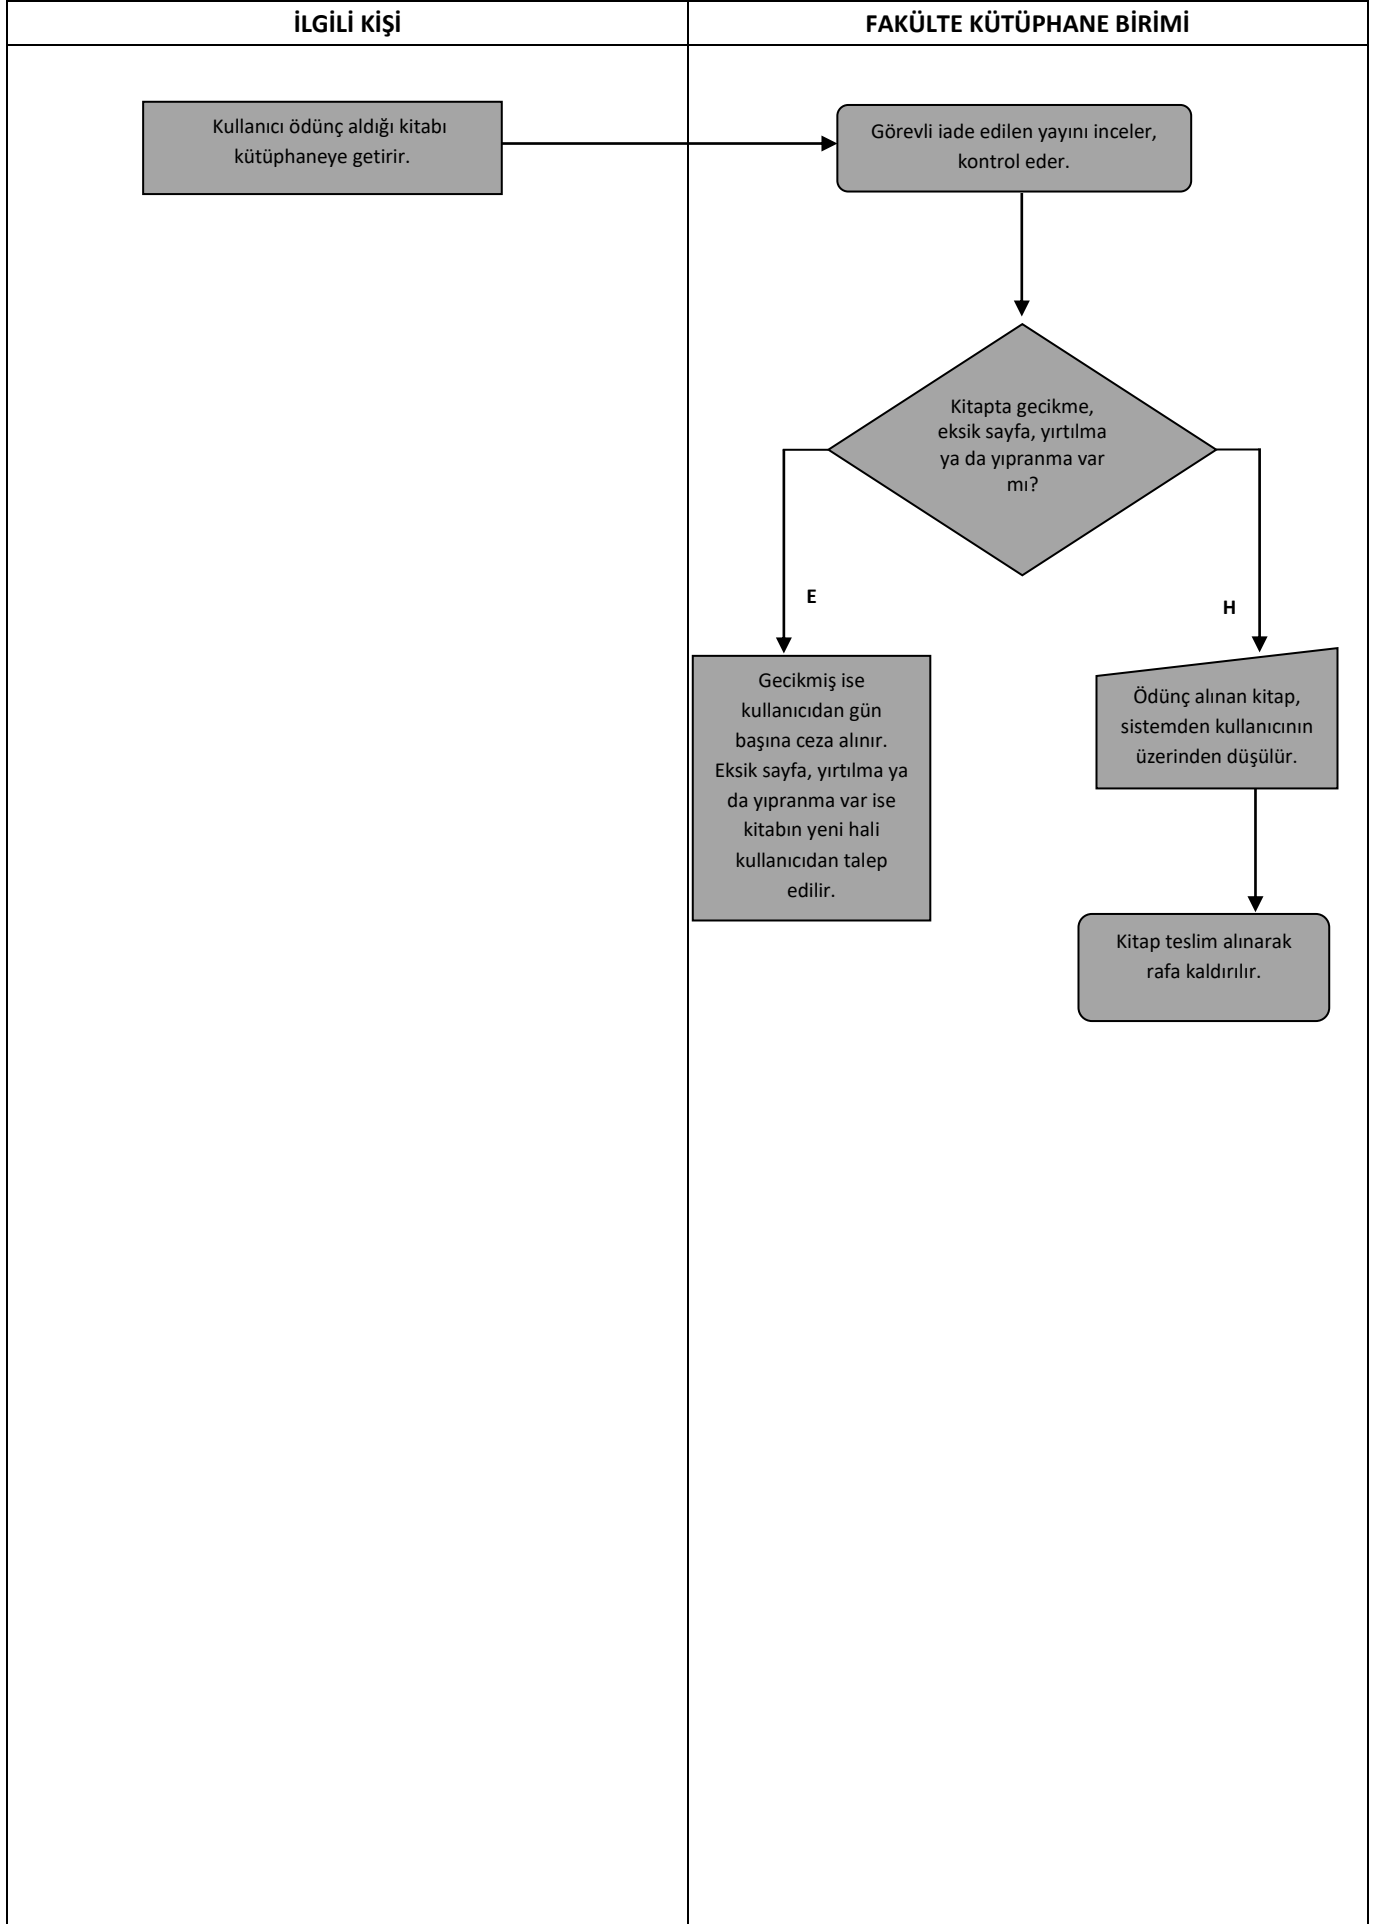 İLGİLİ KİŞİ
FAKÜLTE KÜTÜPHANE BİRİMİ
Kullanıcı ödünç aldığı kitabı
kütüphaneye getirir.
Görevli iade edilen yayını inceler,
kontrol eder.
Kitapta gecikme,
eksik sayfa, yırtılma
ya da yıpranma var
mı?
E
H
Gecikmiş ise
kullanıcıdan gün
başına ceza alınır.
Eksik sayfa, yırtılma ya
da yıpranma var ise
kitabın yeni hali
kullanıcıdan talep
edilir.
Ödünç alınan kitap,
sistemden kullanıcının
üzerinden düşülür.
Kitap teslim alınarak
rafa kaldırılır.